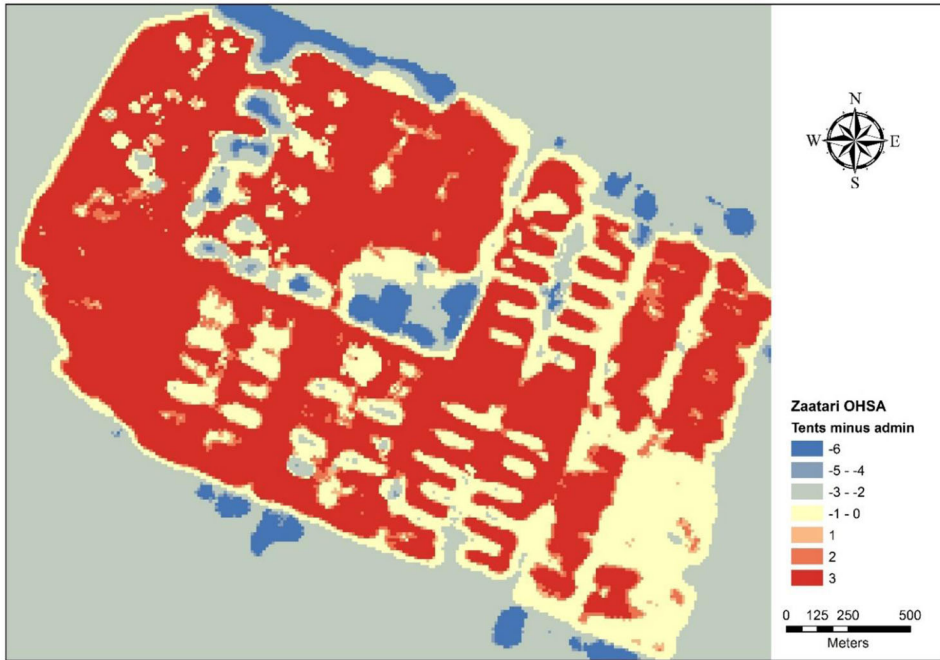 N
W E
S
Zaatari OHSA
Tents minus admin
-6
-5 - -4
-3 - -2
-1 - 0
1
2
3
0 125 250 500
Meters